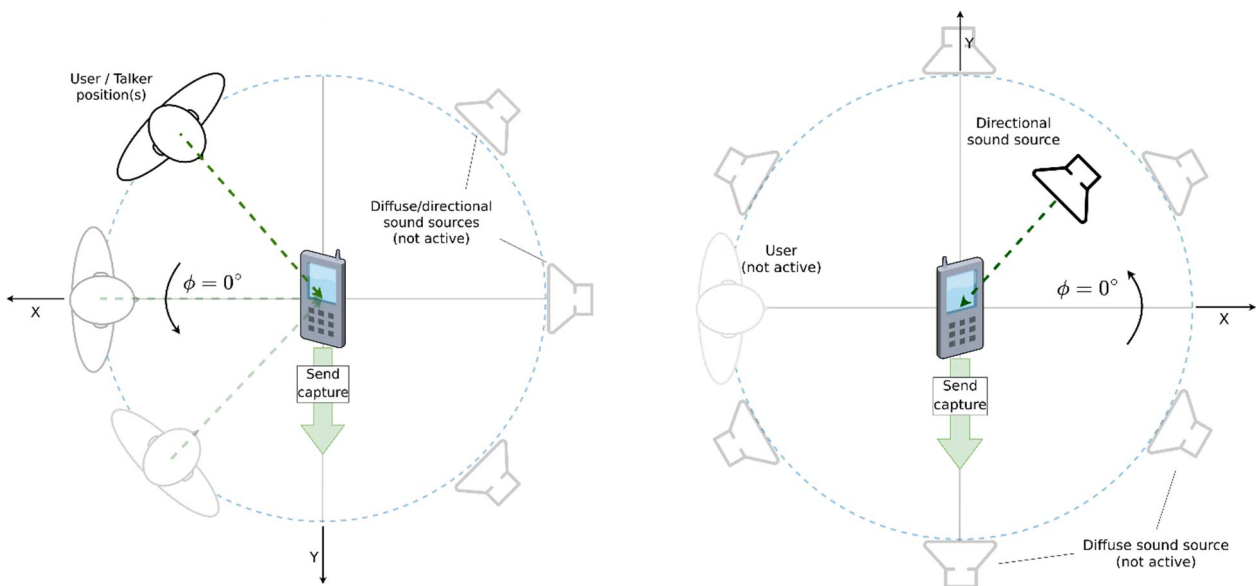 User / Talker
position(s)
Diffuse/directional
sound sources
(not active)
ϕ = 0°
X
Send
capture
Y
Y
Directional
sound source
User
(not active)
ϕ = 0°
X
Send
capture
Diffuse sound source
(not active)